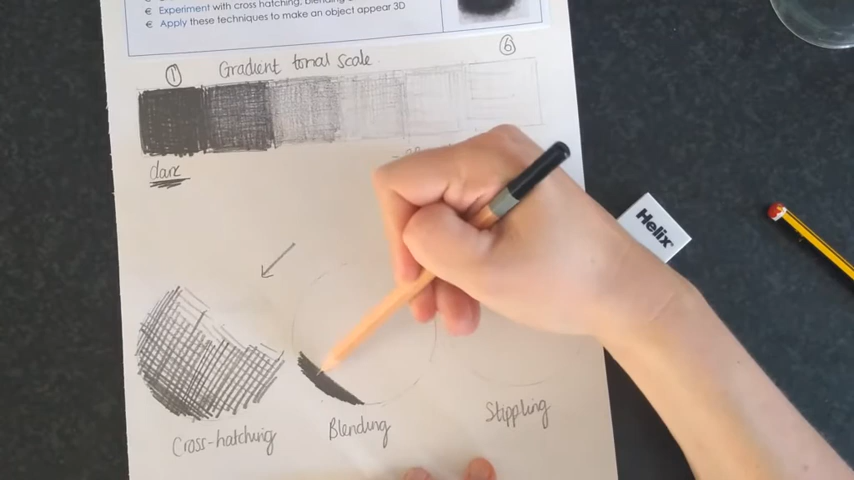 € Experiment with cross hatching, blending
€ Apply these techniques to make an object appear 3D
① Gradient tonal scale ⑥
dark
Helix
Cross-hatching
Blending
Stippling